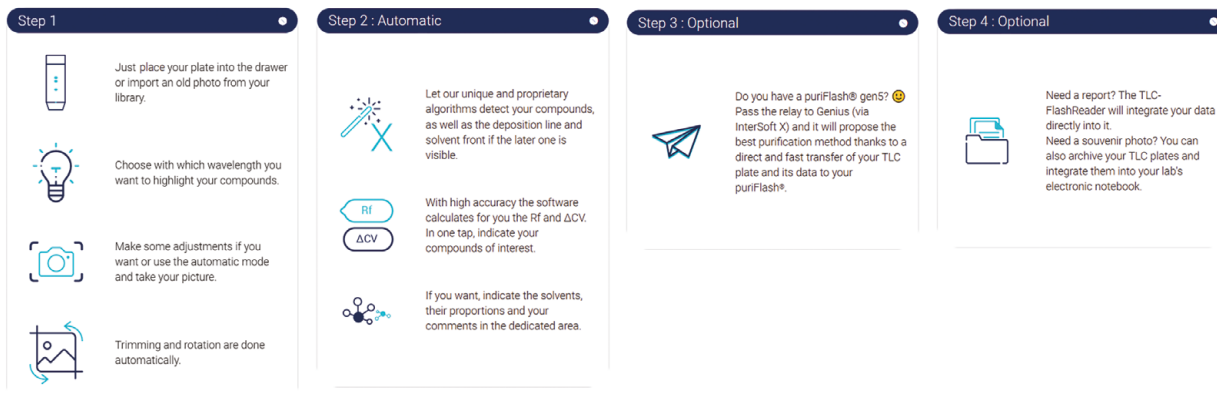 Step 1
Just place your plate into the drawer
or import an old photo from your
library.
Choose with which wavelength you
want to highlight your compounds.
Make some adjustments if you
want or use the automatic mode
and take your picture.
Trimming and rotation are done
automatically.
Step 2 : Automatic
Let our unique and proprietary
algorithms detect your compounds,
as well as the deposition line and
solvent front if the later one is
visible.
Rf
ΔCV
With high accuracy the software
calculates for you the Rf and ΔCV.
In one tap, indicate your
compounds of interest.
If you want, indicate the solvents,
their proportions and your
comments in the dedicated area.
Step 3 : Optional
Do you have a puriFlash® gen5? 🙂
Pass the relay to Genius (via
InterSoft X) and it will propose the
best purification method thanks to a
direct and fast transfer of your TLC
plate and its data to your
puriFlash®.
Step 4 : Optional
Need a report? The TLC-
FlashReader will integrate your data
directly into it.
Need a souvenir photo? You can
also archive your TLC plates and
integrate them into your lab's
electronic notebook.